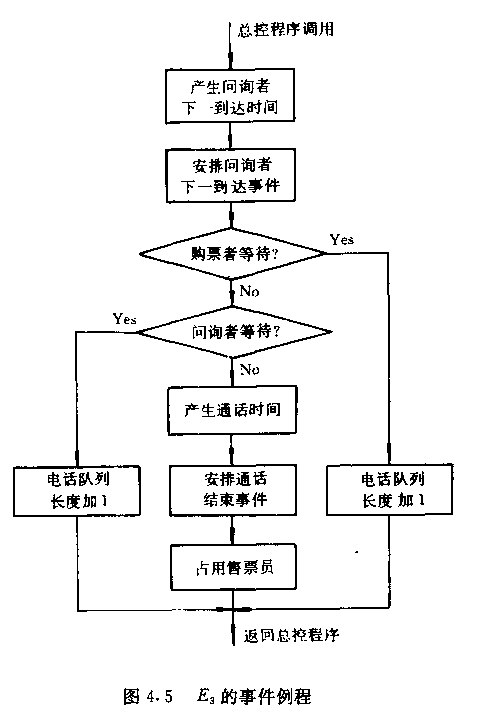 总控程序调用
产生问询者
下一到达时间
安排问询者
下一到达事件
购票者等待?
Yes
No
问询者等待?
Yes
No
产生通话时间
电话队列
长度加1
安排通话
结束事件
电话队列
长度加1
占用售票员
返回总控程序
图 4.5 E₃的事件例程